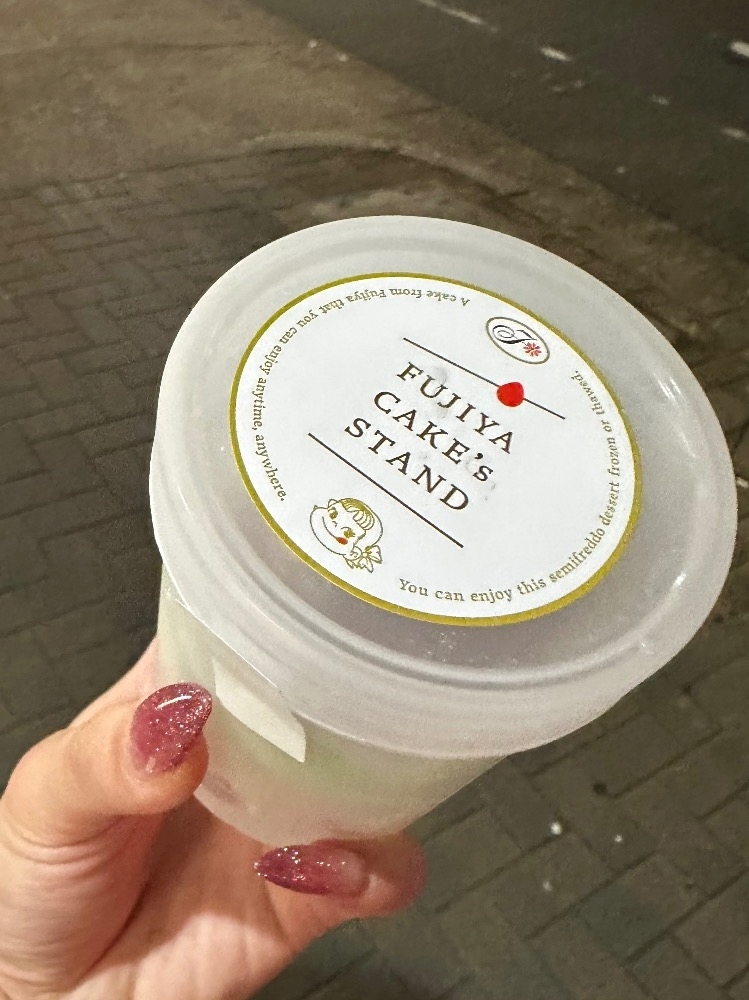 FUJIYA
CAKE's
STAND
A cake from Fujiya that you can enjoy anytime, anywhere.
You can enjoy this semifreddo dessert frozen or thawed.
F